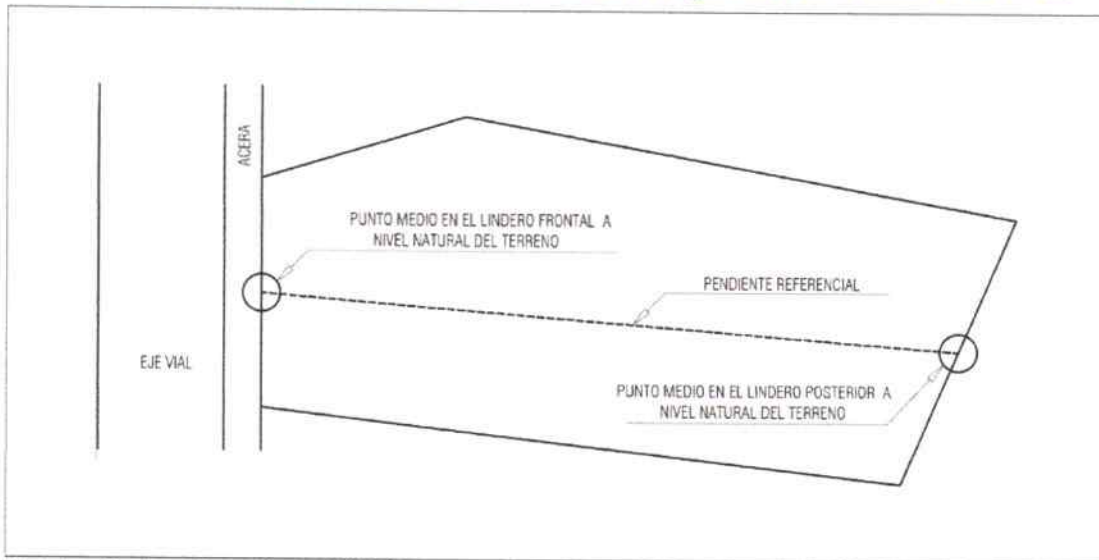 ACERA
PUNTO MEDIO EN EL LINDERO FRONTAL A
NIVEL NATURAL DEL TERRENO
PENDIENTE REFERENCIAL
EJE VIAL
PUNTO MEDIO EN EL LINDERO POSTERIOR A
NIVEL NATURAL DEL TERRENO